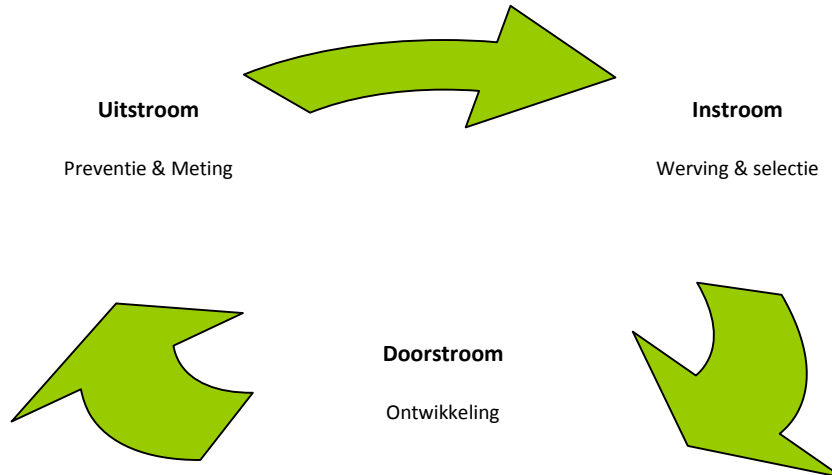 Uitstroom
Preventie & Meting
Instroom
Werving & selectie
Doorstroom
Ontwikkeling